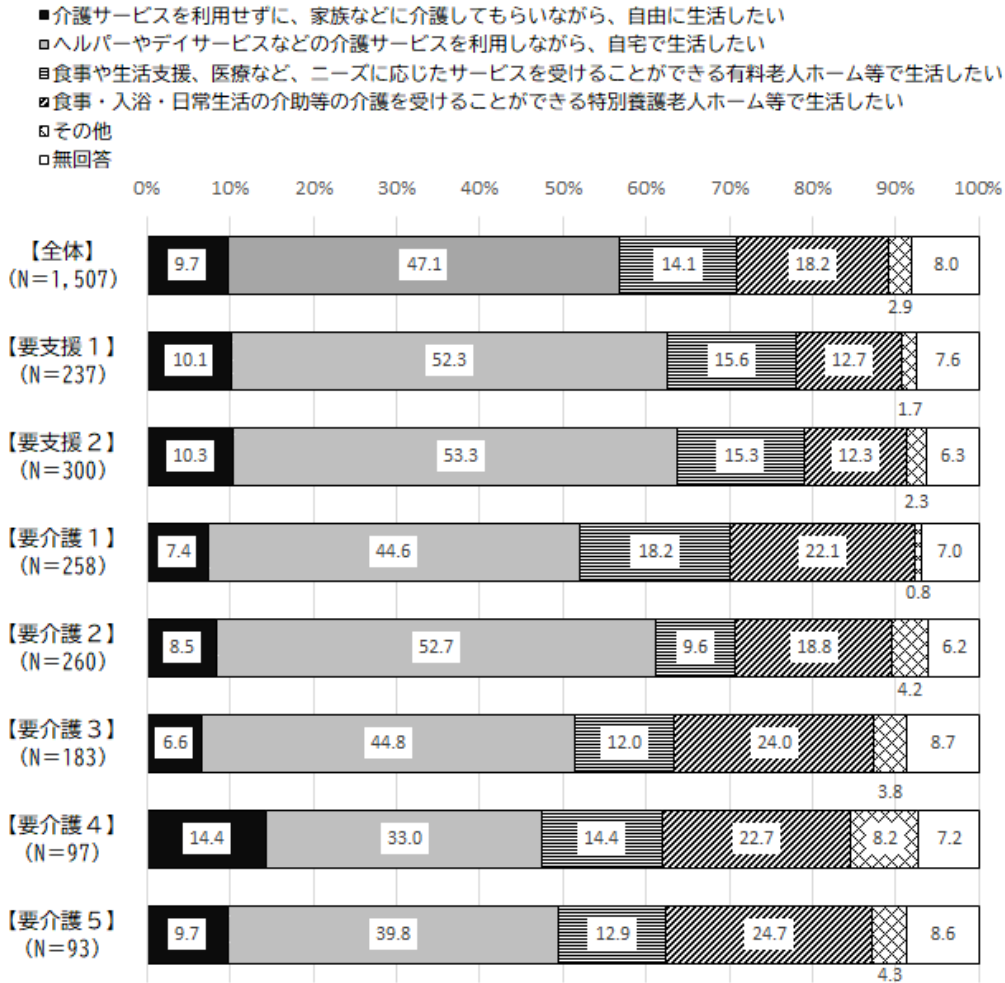 ■介護サービスを利用せずに、家族などに介護してもらいながら、自由に生活したい
ヘルパーやデイサービスなどの介護サービスを利用しながら、自宅で生活したい
食事や生活支援、医療など、ニーズに応じたサービスを受けることができる有料老人ホーム等で生活したい
食事・入浴・日常生活の介助等の介護を受けることができる特別養護老人ホーム等で生活したい
その他
□無回答
0% 10% 20% 30% 40% 50% 60% 70% 80% 90% 100%
【全体】
(N=1,507)
9.7 47.1 14.1 18.2 8.0
2.9
【要支援1】
(N=237)
10.1 52.3 15.6 12.7 7.6
1.7
【要支援2】
(N=300)
10.3 53.3 15.3 12.3 6.3
2.3
【要介護1】
(N=258)
7.4 44.6 18.2 22.1 7.0
0.8
【要介護2】
(N=260)
8.5 52.7 9.6 18.8 6.2
4.2
【要介護3】
(N=183)
6.6 44.8 12.0 24.0 8.7
3.8
【要介護4】
(N=97)
14.4 33.0 14.4 22.7 8.2 7.2
【要介護5】
(N=93)
9.7 39.8 12.9 24.7 8.6
4.3